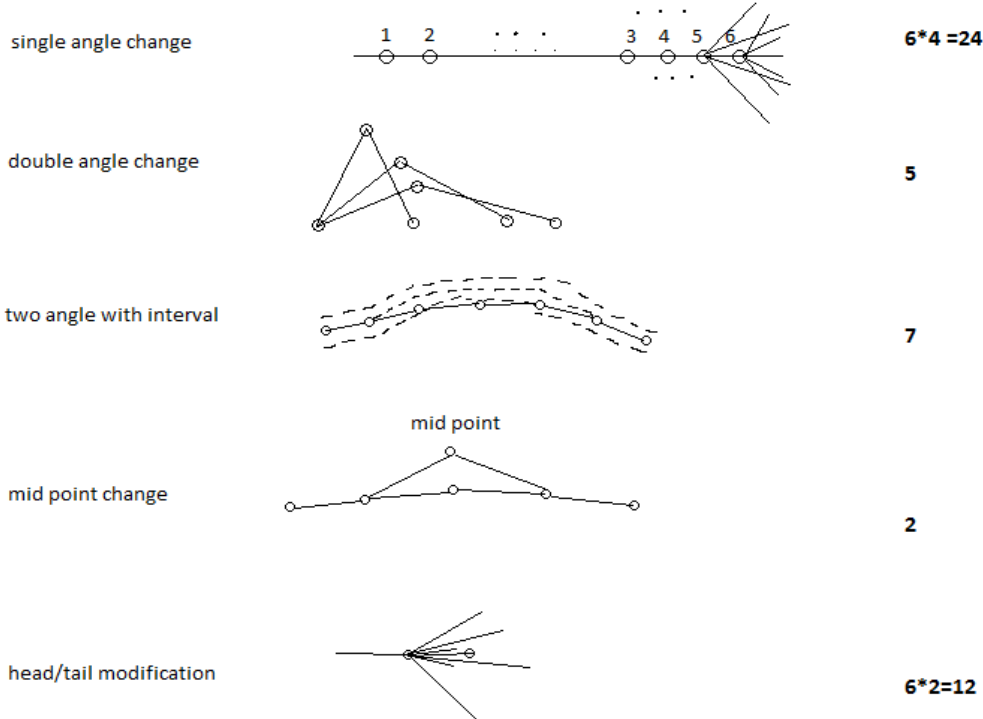 single angle change 1 2 3 4 5 6 6*4 =24
double angle change 5
two angle with interval 7
mid point
mid point change 2
head/tail modification 6*2=12